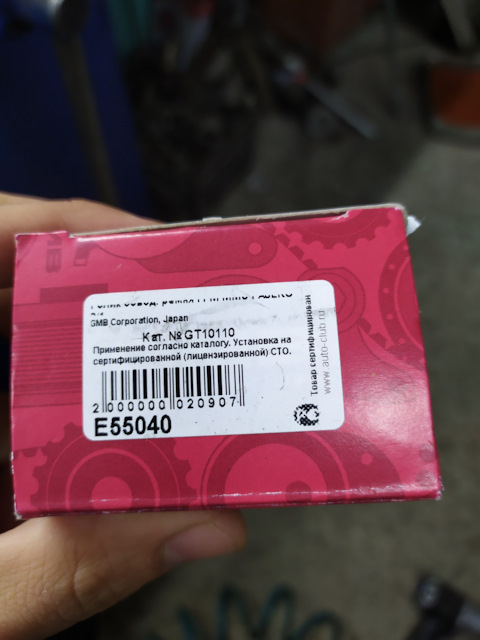 GMB Corporation, Japan
Кат. № GT10110
Применение согласно каталогу. Установка на
сертифицированной (лицензированной) СТО.
2 000000 020907
E55040
Товар сертифицирован
www.auto-club.ru